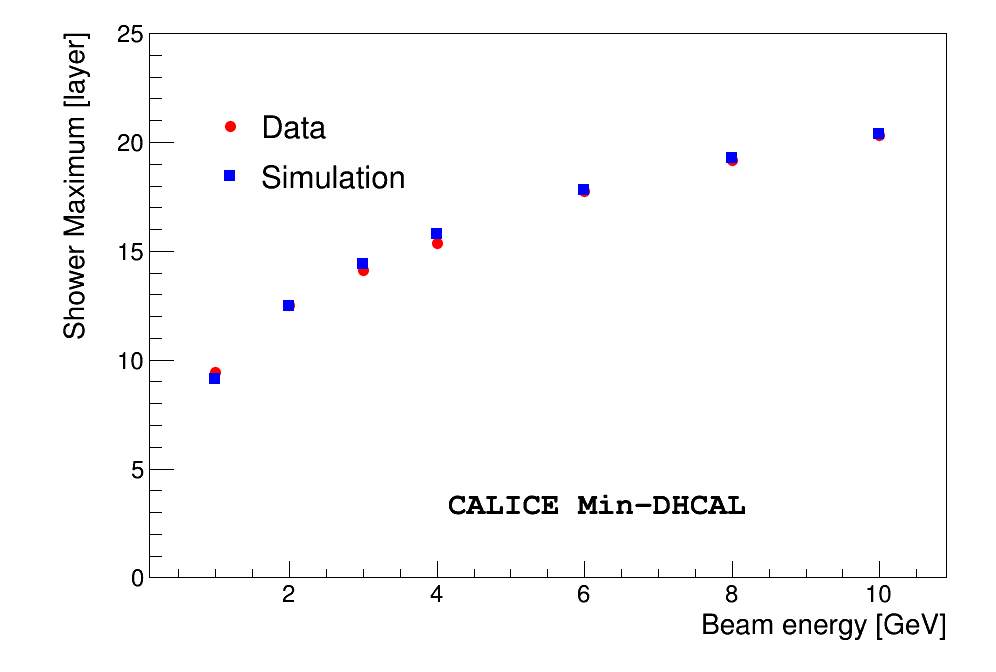 Shower Maximum [layer]
25
20
15
10
5
0
Data
Simulation
CALICE Min-DHCAL
2 4 6 8 10
Beam energy [GeV]